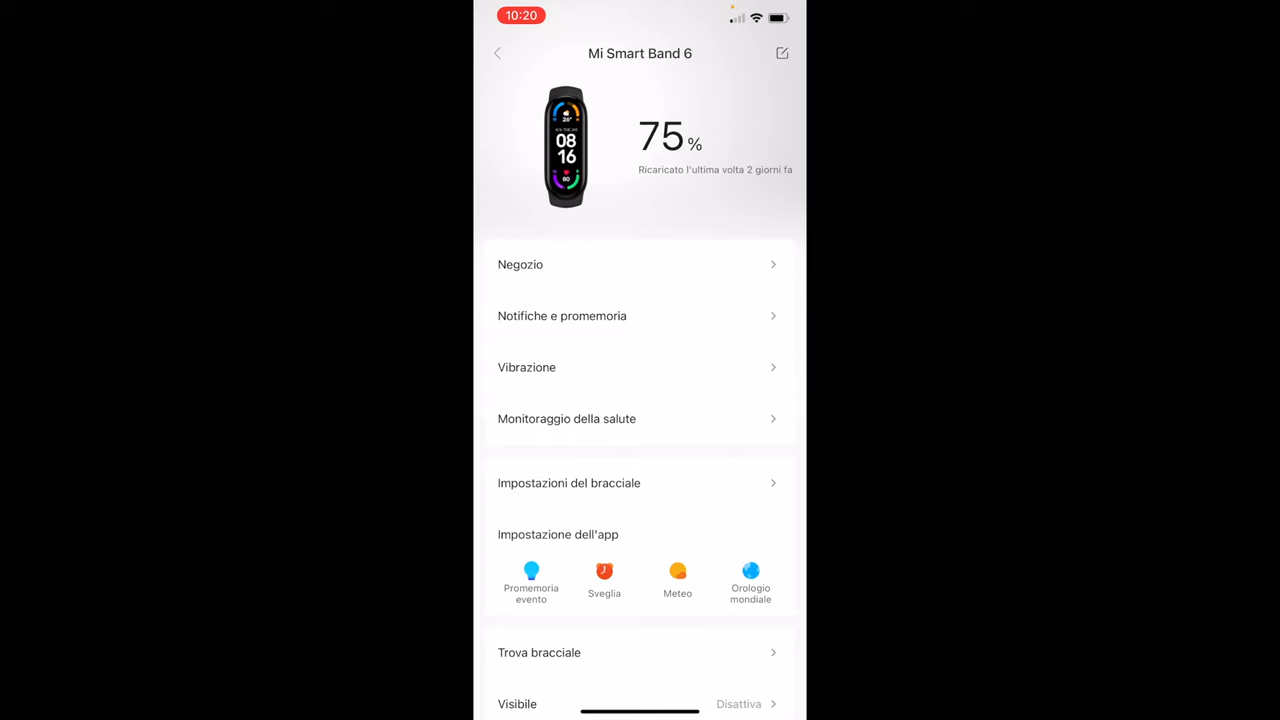 10:20
Mi Smart Band 6
26°
08
16
80
75%
Ricaricato l'ultima volta 2 giorni fa
Negozio
Notifiche e promemoria
Vibrazione
Monitoraggio della salute
Impostazioni del bracciale
Impostazione dell'app
Promemoria
evento
Sveglia
Meteo
Orologio
mondiale
Trova bracciale
Visibile Disattiva